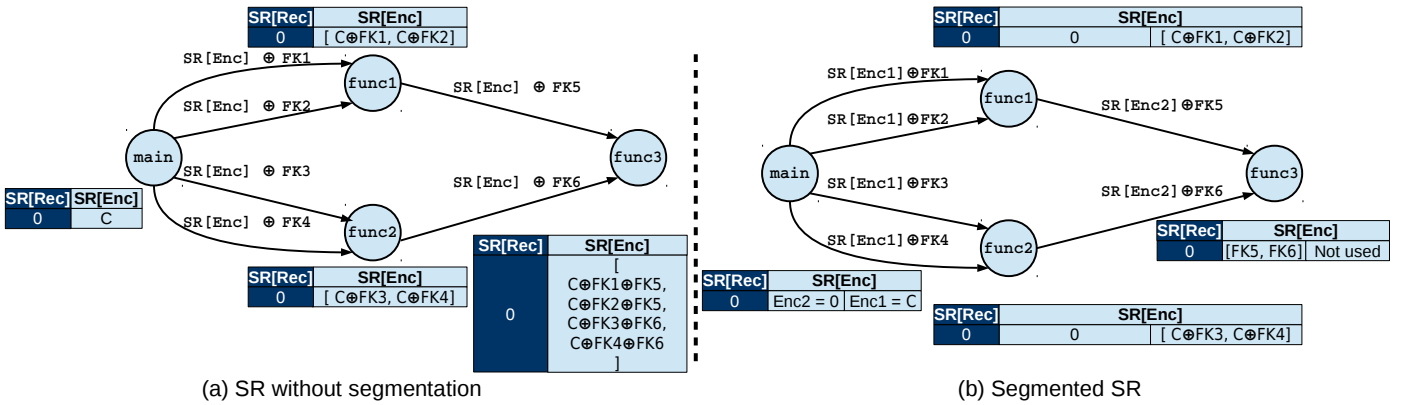 SR[Rec] SR[Enc]
0 [ C⊕FK1, C⊕FK2]
SR[Enc] ⊕ FK1
func1
SR[Enc] ⊕ FK5
SR[Enc] ⊕ FK2
main
func3
SR[Enc] ⊕ FK3
SR[Enc] ⊕ FK6
SR[Rec] SR[Enc]
0 C
SR[Enc] ⊕ FK4
func2
SR[Rec] SR[Enc]
0 [ C⊕FK3, C⊕FK4]
SR[Rec] SR[Enc]
0
[
C⊕FK1⊕FK5,
C⊕FK2⊕FK5,
C⊕FK3⊕FK6,
C⊕FK4⊕FK6
]
(a) SR without segmentation
SR[Rec] SR[Enc]
0 0 [ C⊕FK1, C⊕FK2]
SR[Enc1]⊕FK1
func1
SR[Enc2]⊕FK5
SR[Enc1]⊕FK2
main
func3
SR[Enc1]⊕FK3
SR[Enc2]⊕FK6
SR[Enc1]⊕FK4
func2
SR[Rec] SR[Enc]
0 [FK5, FK6] Not used
SR[Rec] SR[Enc]
0 Enc2 = 0 Enc1 = C
SR[Rec] SR[Enc]
0 0 [ C⊕FK3, C⊕FK4]
(b) Segmented SR